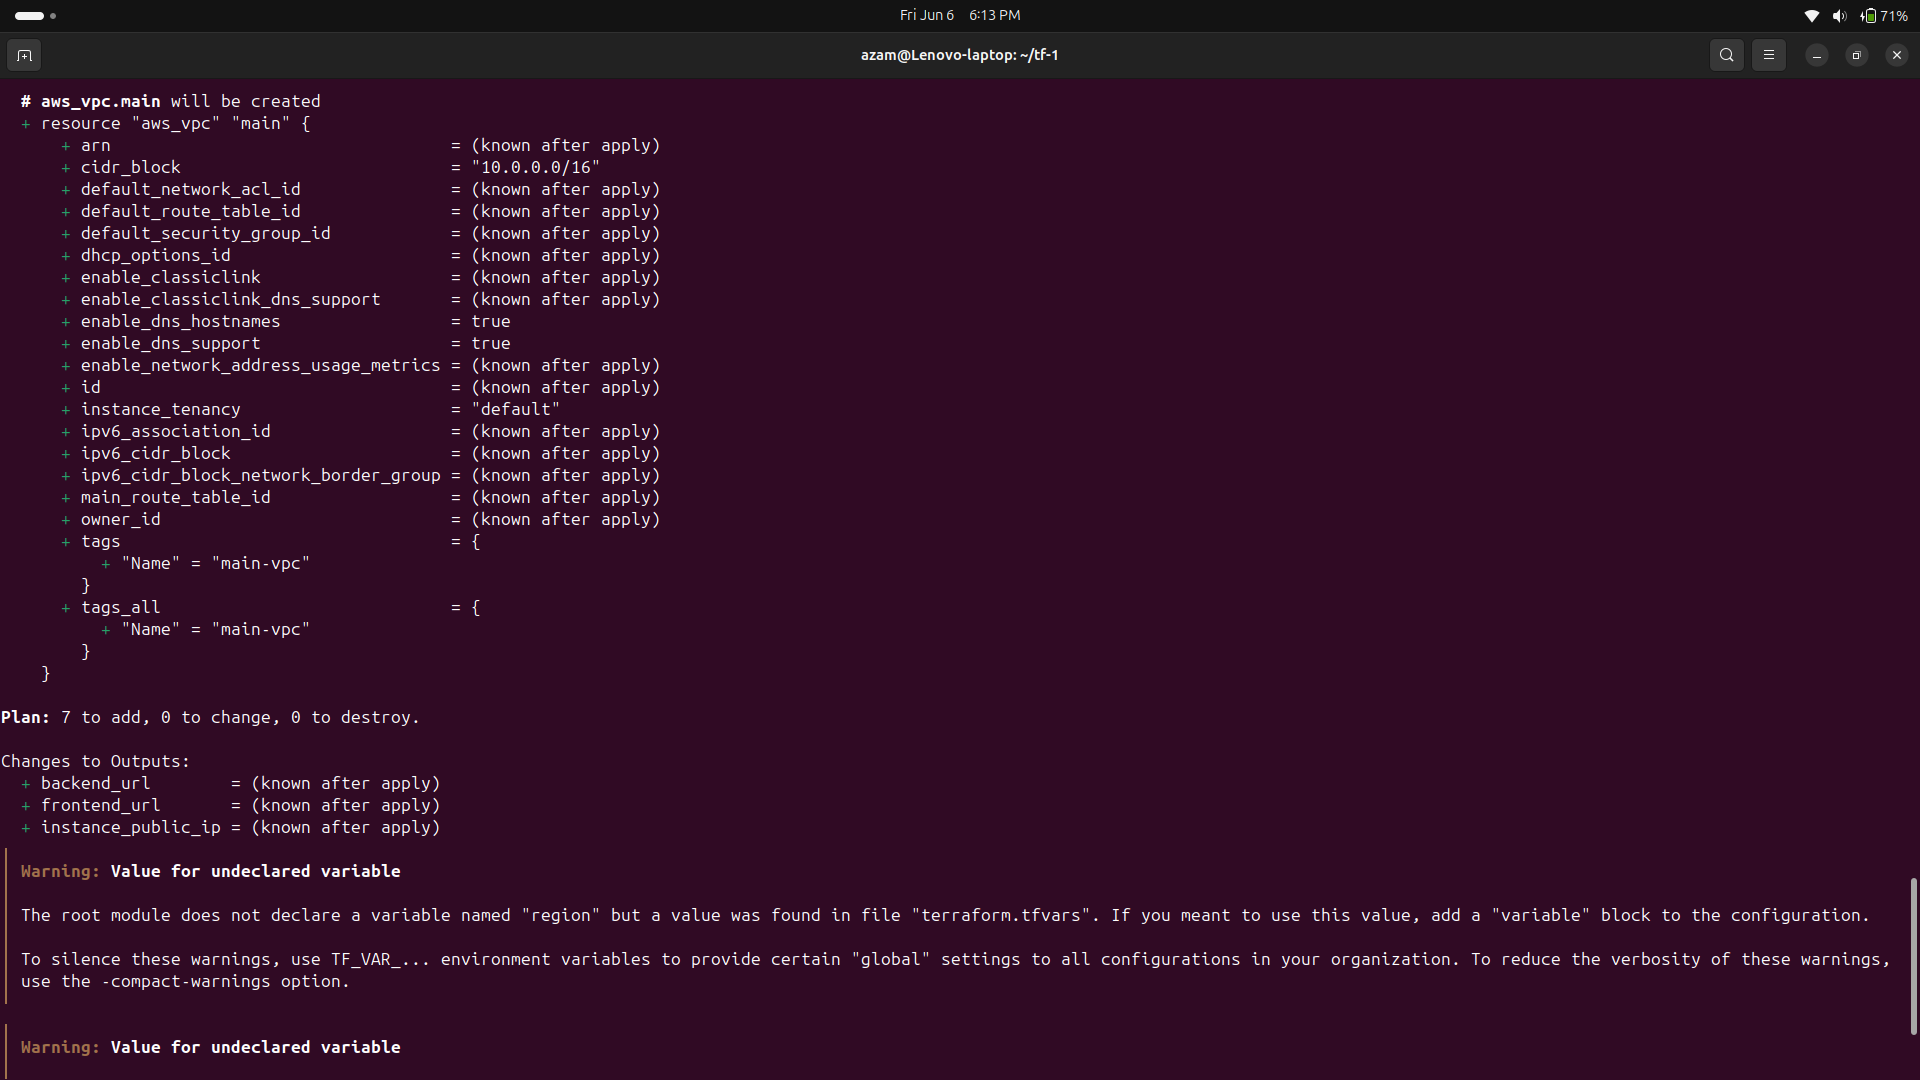 Fri Jun 6 6:13 PM
71%
azam@Lenovo-laptop: ~/tf-1
# aws_vpc.main will be created
+ resource "aws_vpc" "main" {
+ arn = (known after apply)
+ cidr_block = "10.0.0.0/16"
+ default_network_acl_id = (known after apply)
+ default_route_table_id = (known after apply)
+ default_security_group_id = (known after apply)
+ dhcp_options_id = (known after apply)
+ enable_classiclink = (known after apply)
+ enable_classiclink_dns_support = (known after apply)
+ enable_dns_hostnames = true
+ enable_dns_support = true
+ enable_network_address_usage_metrics = (known after apply)
+ id = (known after apply)
+ instance_tenancy = "default"
+ ipv6_association_id = (known after apply)
+ ipv6_cidr_block = (known after apply)
+ ipv6_cidr_block_network_border_group = (known after apply)
+ main_route_table_id = (known after apply)
+ owner_id = (known after apply)
+ tags = {
+ "Name" = "main-vpc"
}
+ tags_all = {
+ "Name" = "main-vpc"
}
}
Plan: 7 to add, 0 to change, 0 to destroy.
Changes to Outputs:
+ backend_url = (known after apply)
+ frontend_url = (known after apply)
+ instance_public_ip = (known after apply)
Warning: Value for undeclared variable
The root module does not declare a variable named "region" but a value was found in file "terraform.tfvars". If you meant to use this value, add a "variable" block to the configuration.
To silence these warnings, use TF_VAR_... environment variables to provide certain "global" settings to all configurations in your organization. To reduce the verbosity of these warnings,
use the -compact-warnings option.
Warning: Value for undeclared variable